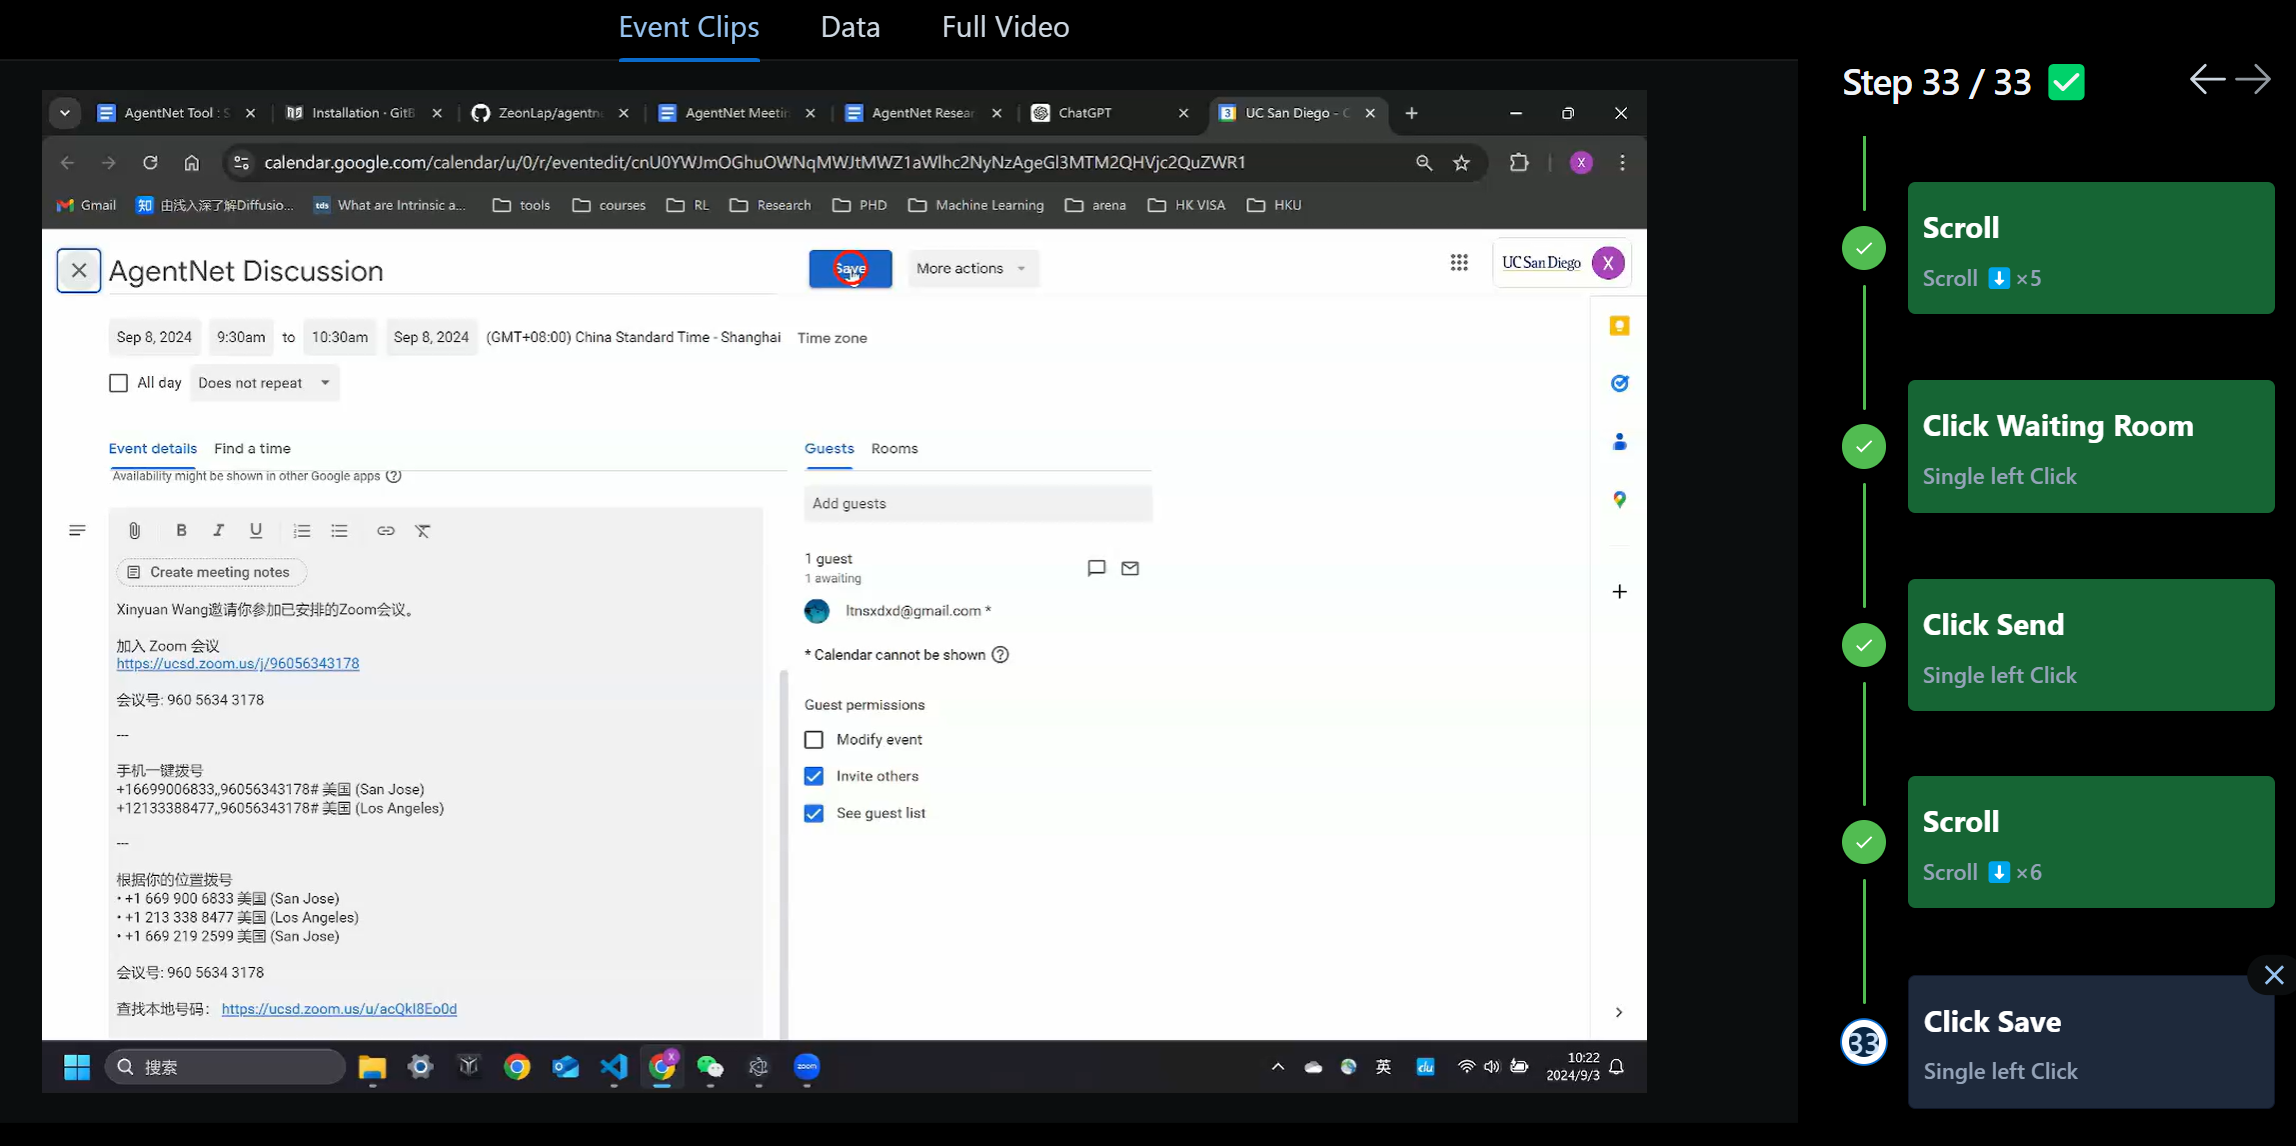 Event Clips Data Full Video
Step 33 / 33
AgentNet Tool : S
Installation - GitB
ZeonLap/agentn
AgentNet Meetin
AgentNet Resear
ChatGPT
UC San Diego - C
calendar.google.com/calendar/u/0/r/eventedit/cnU0YWJmOGhuOWNqMWJtMWZ1aWlhc2NyNzAgeGl3MTM2QHVjc2QuZWR1
X
Gmail
知 由浅入深了解Diffusio...
tds What are Intrinsic a...
tools
courses
RL
Research
PHD
Machine Learning
arena
HK VISA
HKU
AgentNet Discussion
Save
More actions
UC San Diego X
Sep 8, 2024 9:30am to 10:30am Sep 8, 2024 (GMT+08:00) China Standard Time - Shanghai Time zone
All day Does not repeat
Event details Find a time
Availability might be shown in other Google apps
B I U
Create meeting notes
Xinyuan Wang邀请你参加已安排的Zoom会议。
加入 Zoom 会议
https://ucsd.zoom.us/j/96056343178
会议号: 960 5634 3178
---
手机一键拨号
+16699006833,,96056343178# 美国 (San Jose)
+12133388477,,96056343178# 美国 (Los Angeles)
---
根据你的位置拨号
• +1 669 900 6833 美国 (San Jose)
• +1 213 338 8477 美国 (Los Angeles)
• +1 669 219 2599 美国 (San Jose)
会议号: 960 5634 3178
查找本地号码： https://ucsd.zoom.us/u/acQkl8Eo0d
Guests Rooms
Add guests
1 guest
1 awaiting
ltnsxdxd@gmail.com *
* Calendar cannot be shown
Guest permissions
Modify event
Invite others
See guest list
搜索
zoom
英
du
10:22
2024/9/3
Scroll
Scroll ×5
Click Waiting Room
Single left Click
Click Send
Single left Click
Scroll
Scroll ×6
33
Click Save
Single left Click